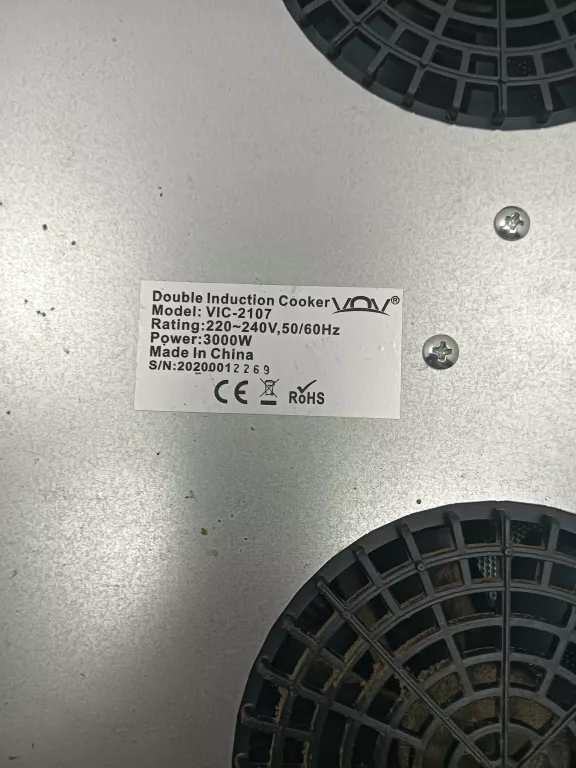 Double Induction Cooker VOV®
Model: VIC-2107
Rating:220~240V,50/60Hz
Power:3000W
Made In China
S/N:20200012269
CE RoHS